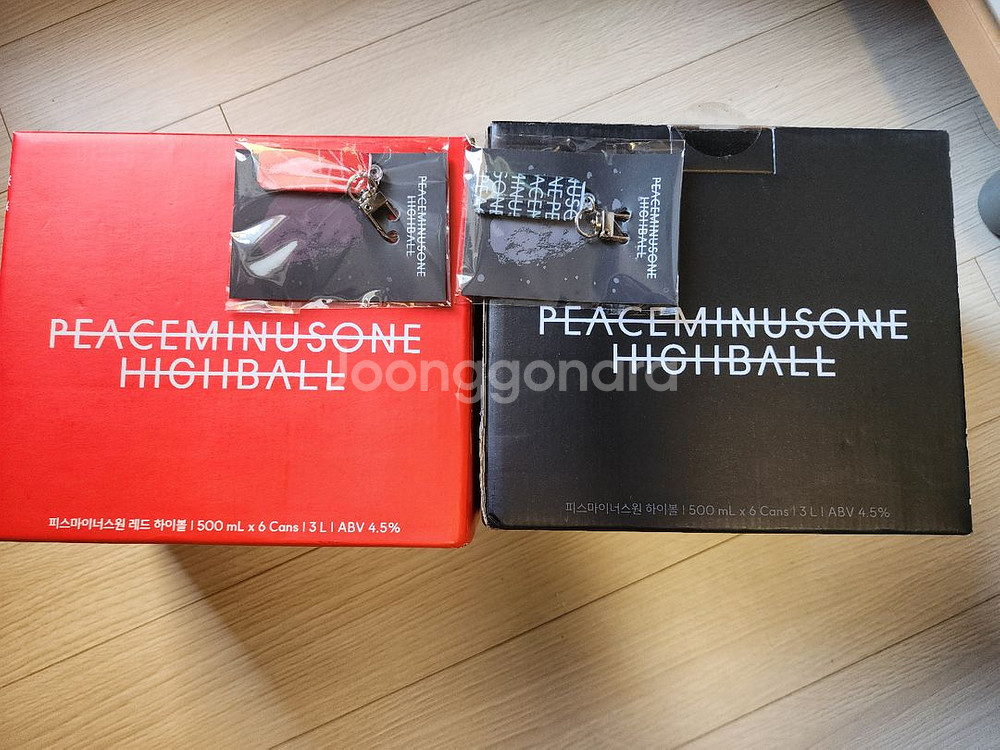 PEACEMINUSONE
HIGHBALL
PEACEMINUSONE
HIGHBALL
PEACEMINUSONE
HIGHBALL
피스마이너스원 레드 하이볼 | 500 mL x 6 Cans | 3 L | ABV 4.5%
PEACEMINUSONE
HIGHBALL
피스마이너스원 하이볼 | 500 mL x 6 Cans | 3 L | ABV 4.5%
Joonggonara